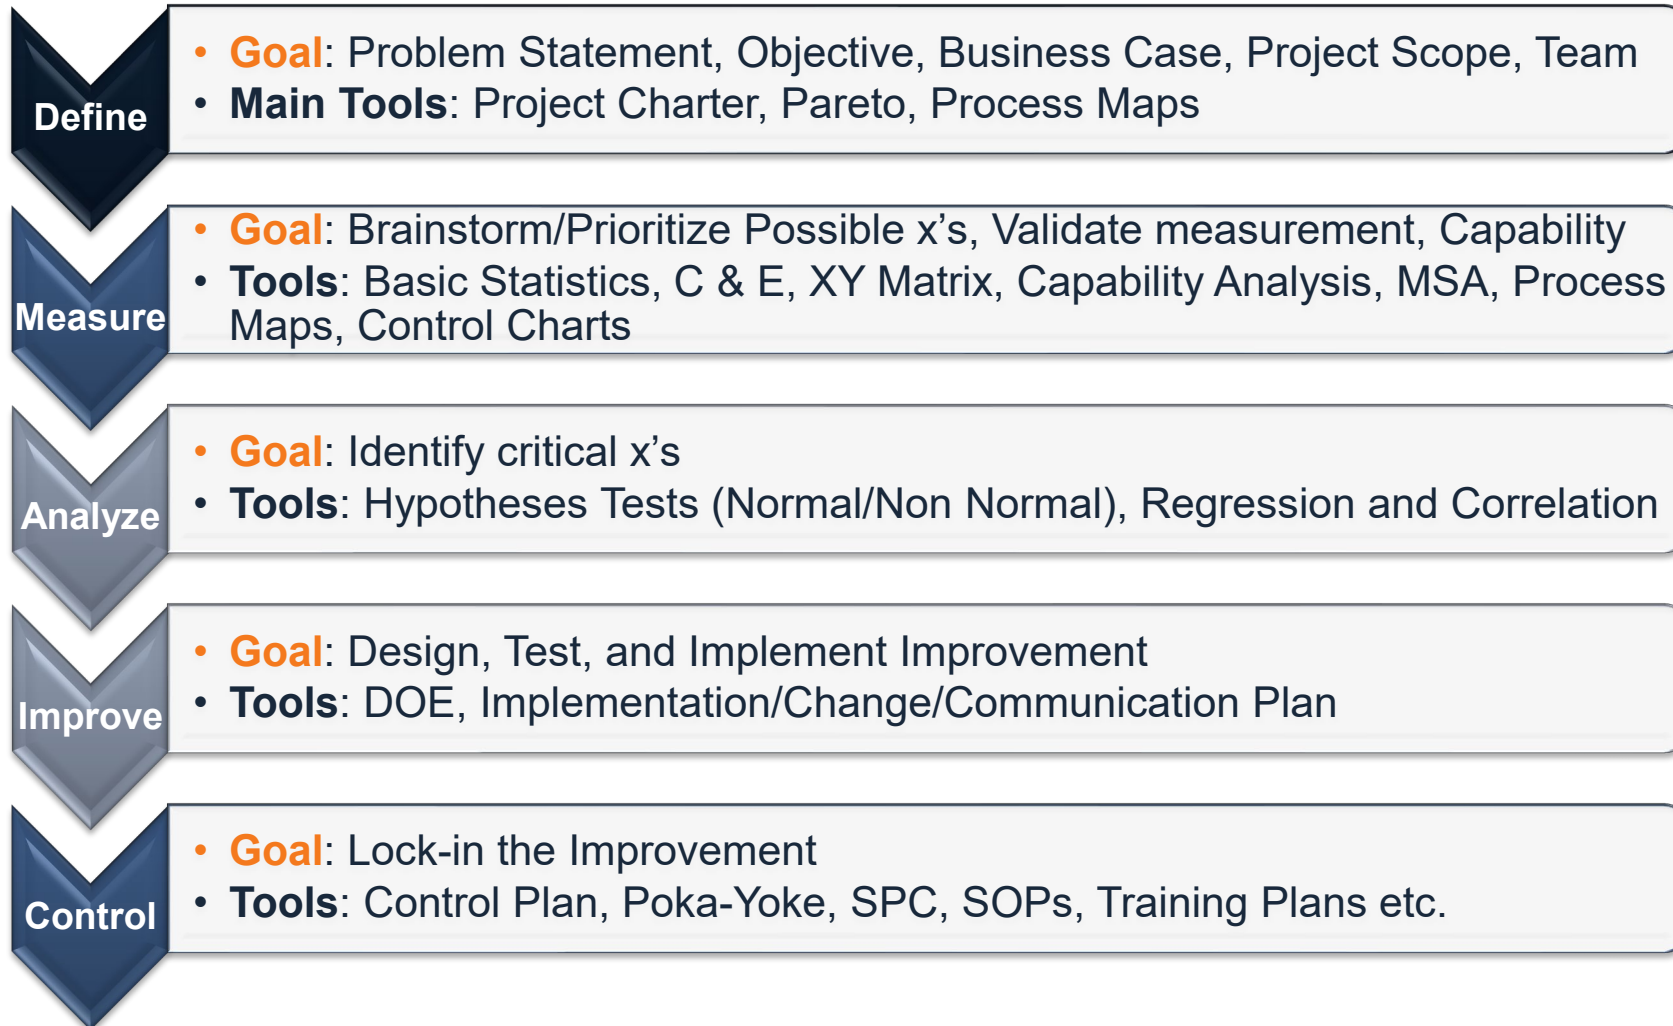 Define
• Goal: Problem Statement, Objective, Business Case, Project Scope, Team
• Main Tools: Project Charter, Pareto, Process Maps
Measure
• Goal: Brainstorm/Prioritize Possible x’s, Validate measurement, Capability
• Tools: Basic Statistics, C & E, XY Matrix, Capability Analysis, MSA, Process
Maps, Control Charts
Analyze
• Goal: Identify critical x’s
• Tools: Hypotheses Tests (Normal/Non Normal), Regression and Correlation
Improve
• Goal: Design, Test, and Implement Improvement
• Tools: DOE, Implementation/Change/Communication Plan
Control
• Goal: Lock-in the Improvement
• Tools: Control Plan, Poka-Yoke, SPC, SOPs, Training Plans etc.